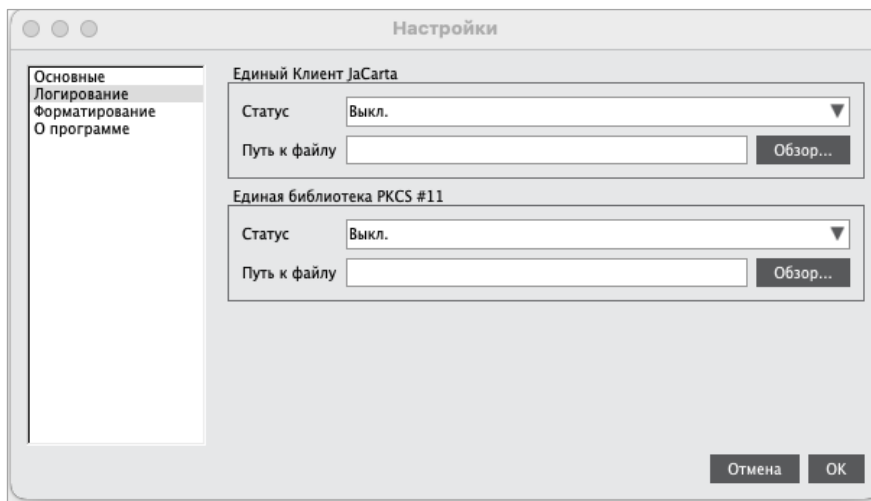 Настройки
Основные
Логирование
Форматирование
О программе
Единый Клиент JaCarta
Статус
Выкл.
Путь к файлу
Обзор...
Единая библиотека PKCS #11
Статус
Выкл.
Путь к файлу
Обзор...
Отмена
OK